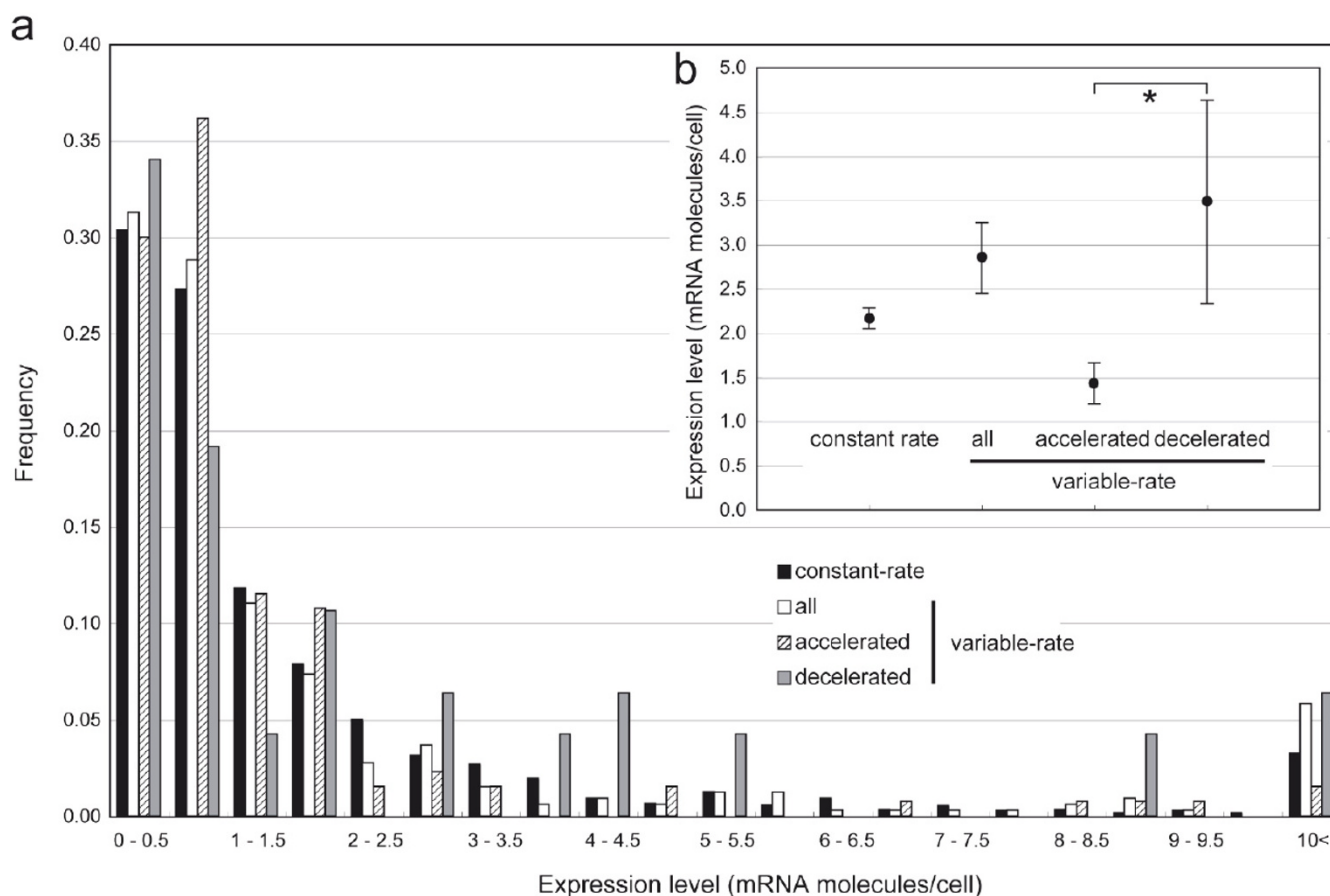 a
0.40
0.35
0.30
0.25
0.20
0.15
0.10
0.05
0.00
Frequency
0 - 0.5
1 - 1.5
2 - 2.5
3 - 3.5
4 - 4.5
5 - 5.5
6 - 6.5
7 - 7.5
8 - 8.5
9 - 9.5
10<
Expression level (mRNA molecules/cell)
b
5.0
4.5
4.0
3.5
3.0
2.5
2.0
1.5
1.0
0.5
0.0
Expression level (mRNA molecules/cell)
*
constant rate all accelerated decelerated
variable-rate
constant-rate
all
accelerated
decelerated
variable-rate